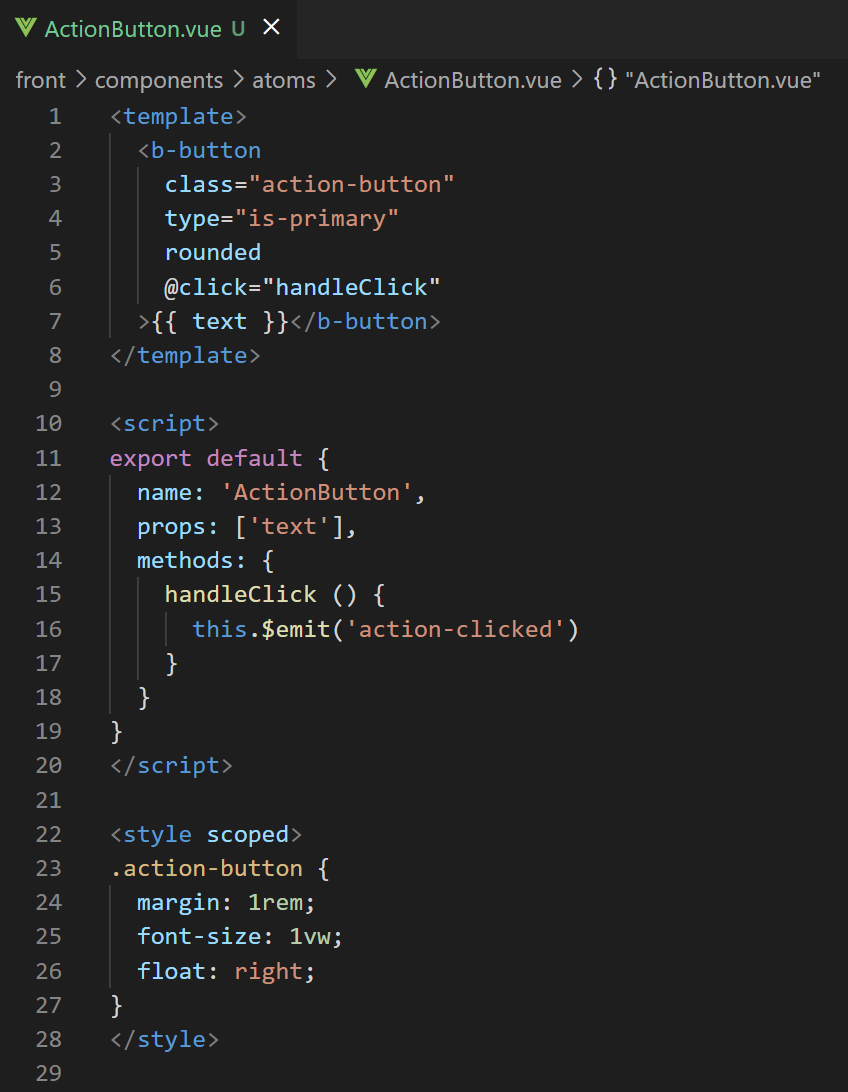 ActionButton.vue U
front > components > atoms > ActionButton.vue > {} "ActionButton.vue"
1 <template>
2   <b-button
3     class="action-button"
4     type="is-primary"
5     rounded
6     @click="handleClick"
7   >{{ text }}</b-button>
8 </template>
9
10 <script>
11 export default {
12   name: 'ActionButton',
13   props: ['text'],
14   methods: {
15     handleClick () {
16       this.$emit('action-clicked')
17     }
18   }
19 }
20 </script>
21
22 <style scoped>
23 .action-button {
24   margin: 1rem;
25   font-size: 1vw;
26   float: right;
27 }
28 </style>
29